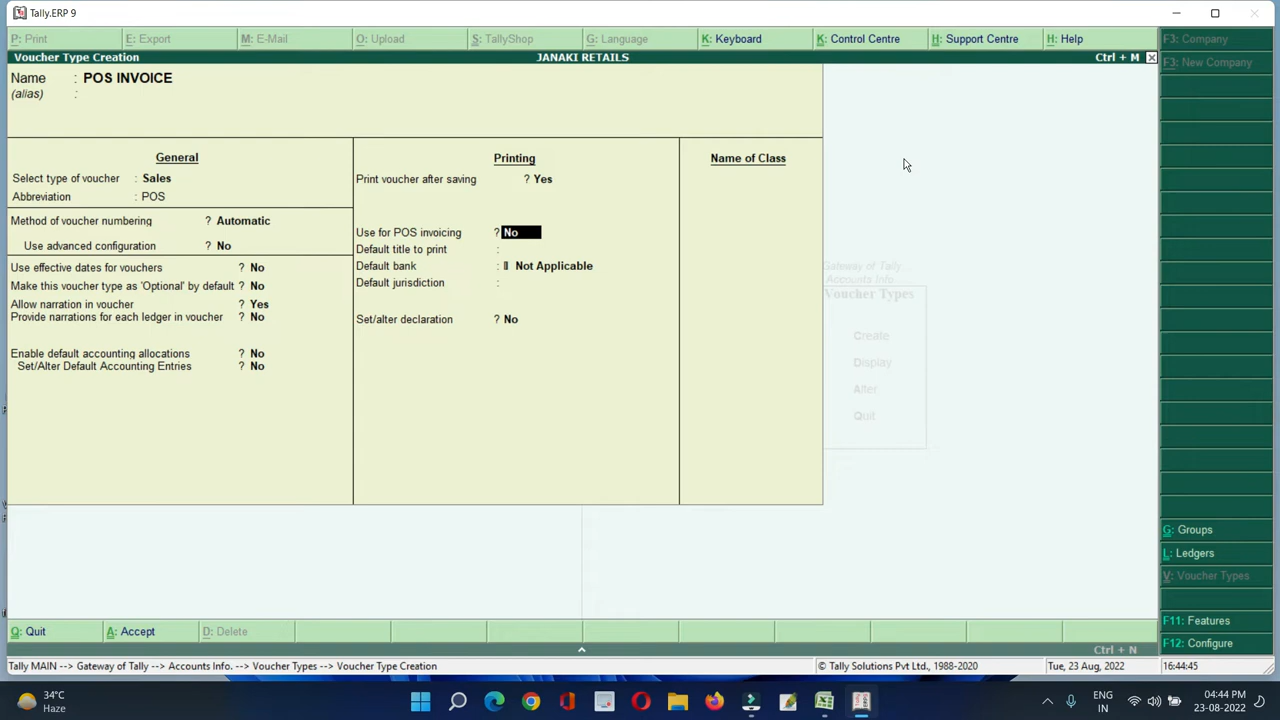 Tally.ERP 9
P: Print
E: Export
M: E-Mail
O: Upload
S: TallyShop
G: Language
K: Keyboard
K: Control Centre
H: Support Centre
H: Help
F3: Company
F3: New Company
Voucher Type Creation
JANAKI RETAILS
Ctrl + M
Name : POS INVOICE
(alias) :
General
Select type of voucher : Sales
Abbreviation : POS
Method of voucher numbering ? Automatic
Use advanced configuration ? No
Use effective dates for vouchers ? No
Make this voucher type as 'Optional' by default ? No
Allow narration in voucher ? Yes
Provide narrations for each ledger in voucher ? No
Enable default accounting allocations ? No
Set/Alter Default Accounting Entries ? No
Printing
Print voucher after saving ? Yes
Use for POS invoicing ? No
Default title to print :
Default bank : Not Applicable
Default jurisdiction :
Set/alter declaration ? No
Name of Class
Gateway of Tally ...
Accounts Info. ...
Voucher Types
Create
Display
Alter
Quit
G: Groups
L: Ledgers
V: Voucher Types
F11: Features
F12: Configure
Q: Quit
A: Accept
D: Delete
Ctrl + N
Tally MAIN --> Gateway of Tally --> Accounts Info. --> Voucher Types --> Voucher Type Creation
© Tally Solutions Pvt Ltd., 1988-2020
Tue, 23 Aug, 2022
16:44:45
34°C
Haze
ENG
IN
04:44 PM
23-08-2022